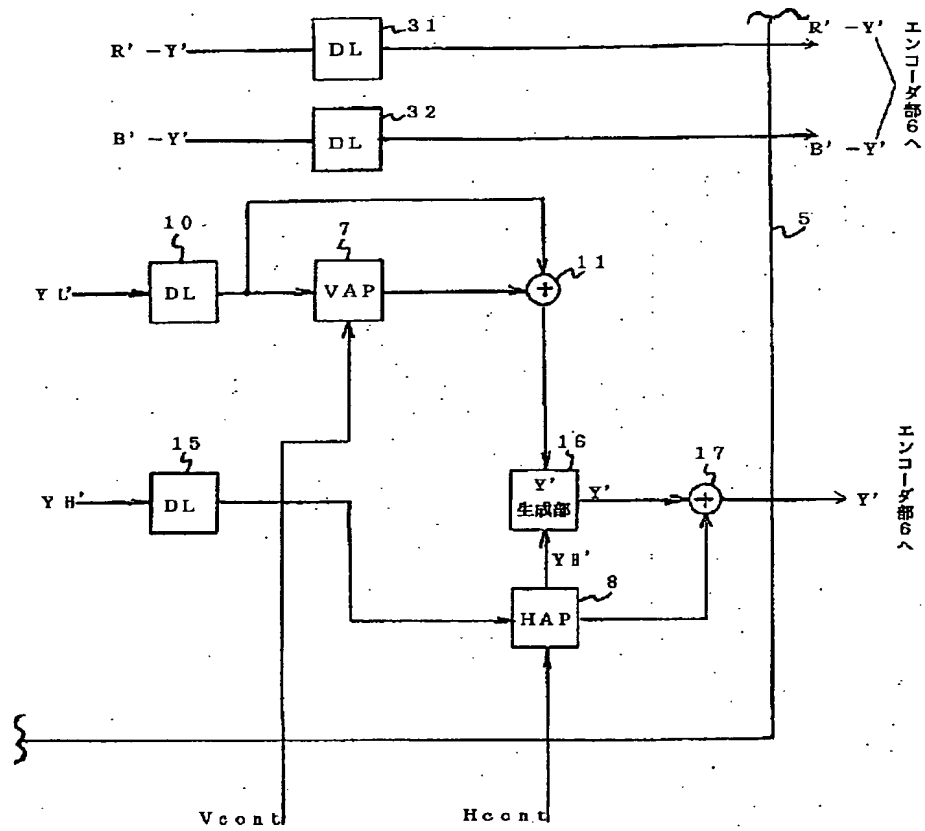 31
R'-Y'
DL
R'-Y'
32
B'-Y'
DL
B'-Y'
エンコーダ部6へ
5
10
7
11
YL'
DL
VAP
+
15
16
17
YH'
DL
Y'
生成部
Y'
+
Y'
エンコーダ部6へ
YH'
8
HAP
Vcont
Hcont